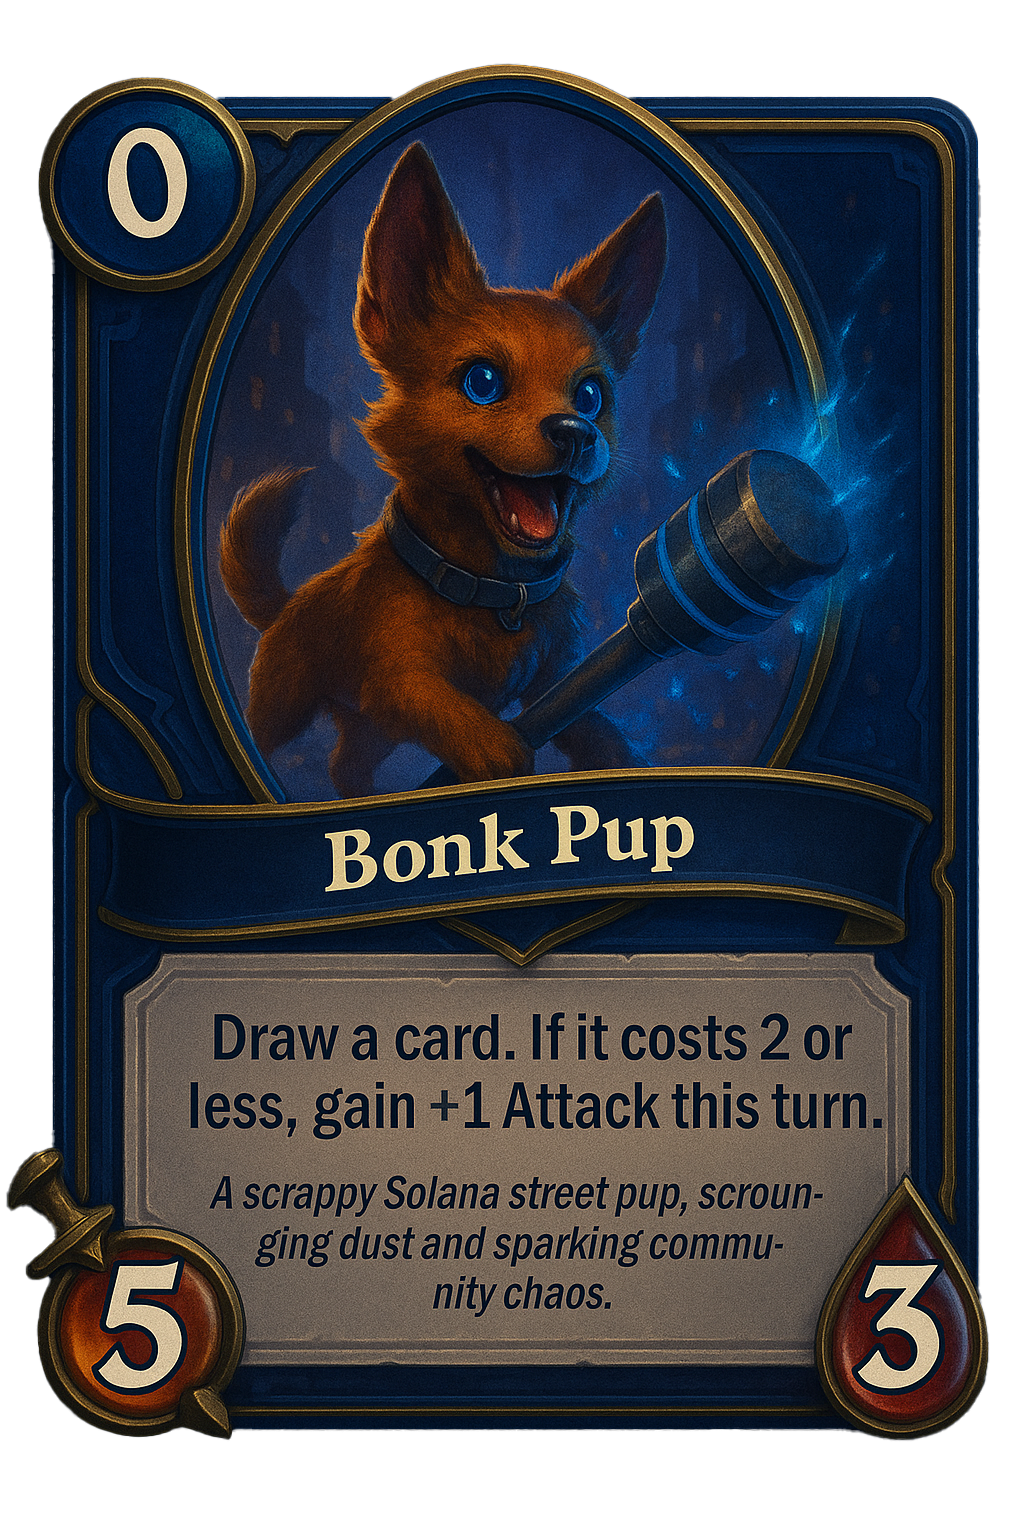 0
Bonk Pup
Draw a card. If it costs 2 or
less, gain +1 Attack this turn.
A scrappy Solana street pup, scroun-
ging dust and sparking commu-
nity chaos.
5
3